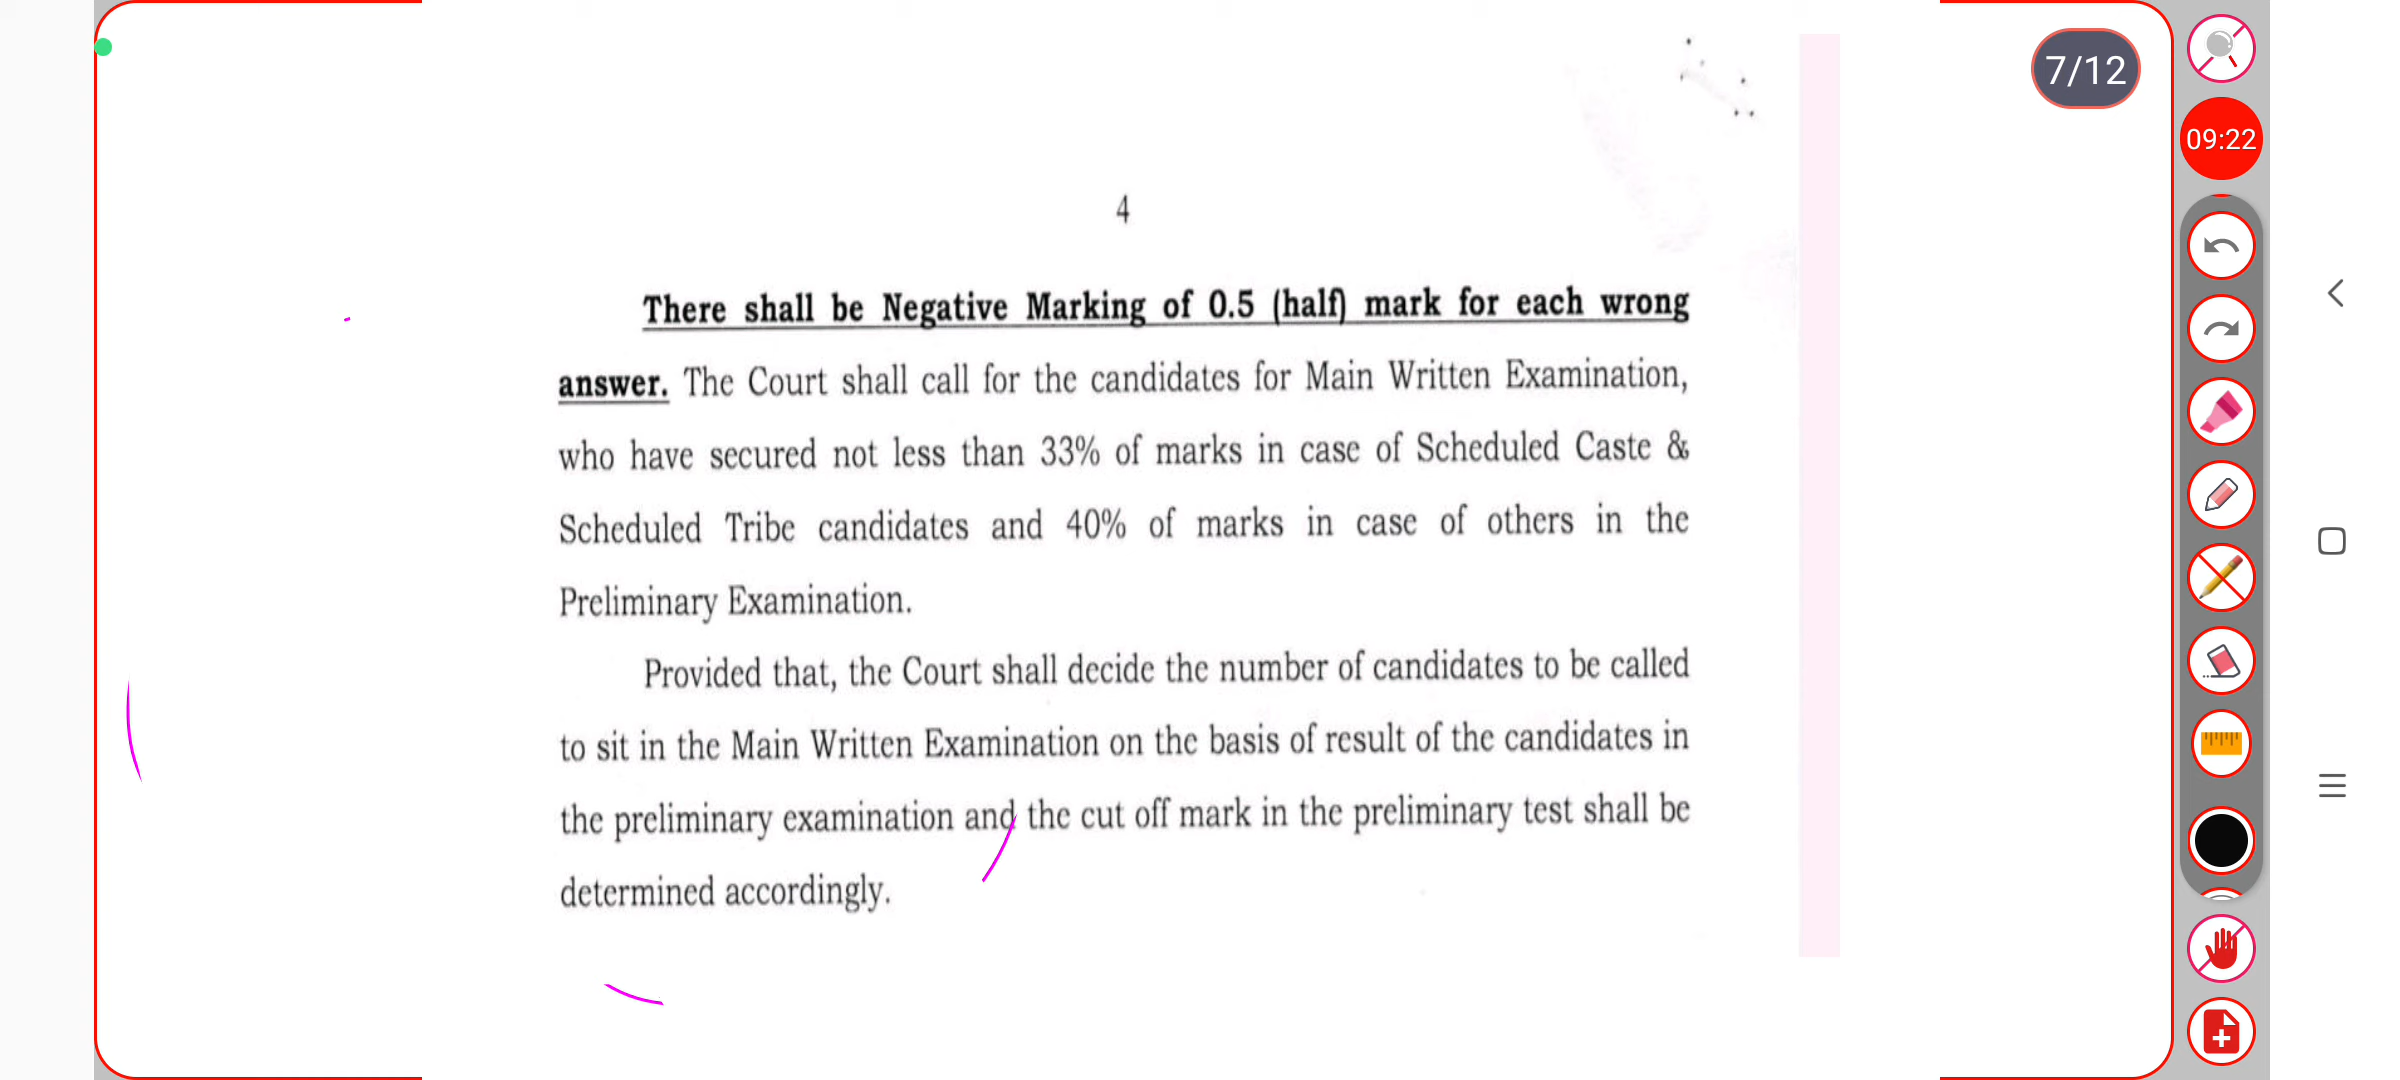 7/12
09:22
4
There shall be Negative Marking of 0.5 (half) mark for each wrong
answer. The Court shall call for the candidates for Main Written Examination,
who have secured not less than 33% of marks in case of Scheduled Caste &
Scheduled Tribe candidates and 40% of marks in case of others in the
Preliminary Examination.
Provided that, the Court shall decide the number of candidates to be called
to sit in the Main Written Examination on the basis of result of the candidates in
the preliminary examination and the cut off mark in the preliminary test shall be
determined accordingly.